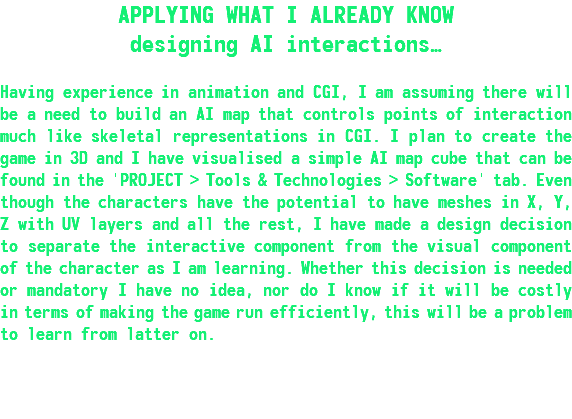 APPLYING WHAT I ALREADY KNOW
designing AI interactions…
Having experience in animation and CGI, I am assuming there will
be a need to build an AI map that controls points of interaction
much like skeletal representations in CGI. I plan to create the
game in 3D and I have visualised a simple AI map cube that can be
found in the 'PROJECT > Tools & Technologies > Software' tab. Even
though the characters have the potential to have meshes in X, Y,
Z with UV layers and all the rest, I have made a design decision
to separate the interactive component from the visual component
of the character as I am learning. Whether this decision is needed
or mandatory I have no idea, nor do I know if it will be costly
in terms of making the game run efficiently, this will be a problem
to learn from latter on.